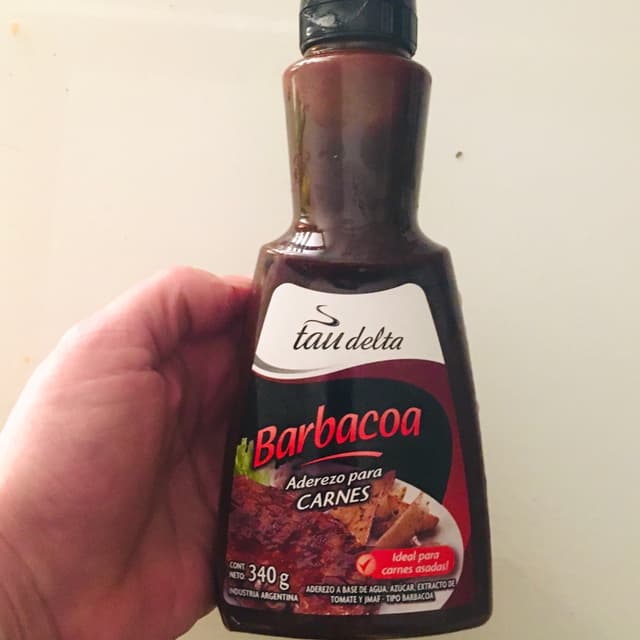 tau delta
Barbacoa
Aderezo para
CARNES
Ideal para
carnes asadas!
CONT
NETO 340 g
INDUSTRIA ARGENTINA
ADEREZO A BASE DE AGUA, AZUCAR, EXTRACTO DE
TOMATE Y JMAF - TIPO BARBACOA